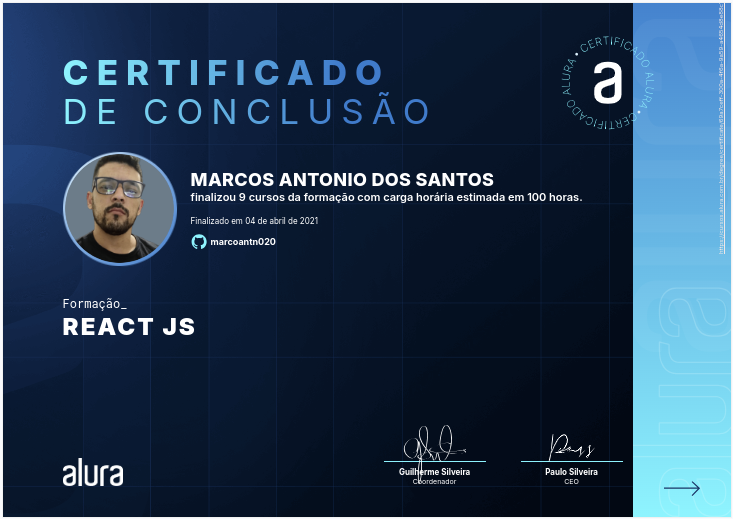 CERTIFICADO
DE CONCLUSÃO
CERTIFICADO ALURA • CERTIFICADO ALURA •
a
MARCOS ANTONIO DOS SANTOS
finalizou 9 cursos da formação com carga horária estimada em 100 horas.
Finalizado em 04 de abril de 2021
marcoantn020
Formação_
REACT JS
alura
Guilherme Silveira
Coordenador
Paulo Silveira
CEO
alura